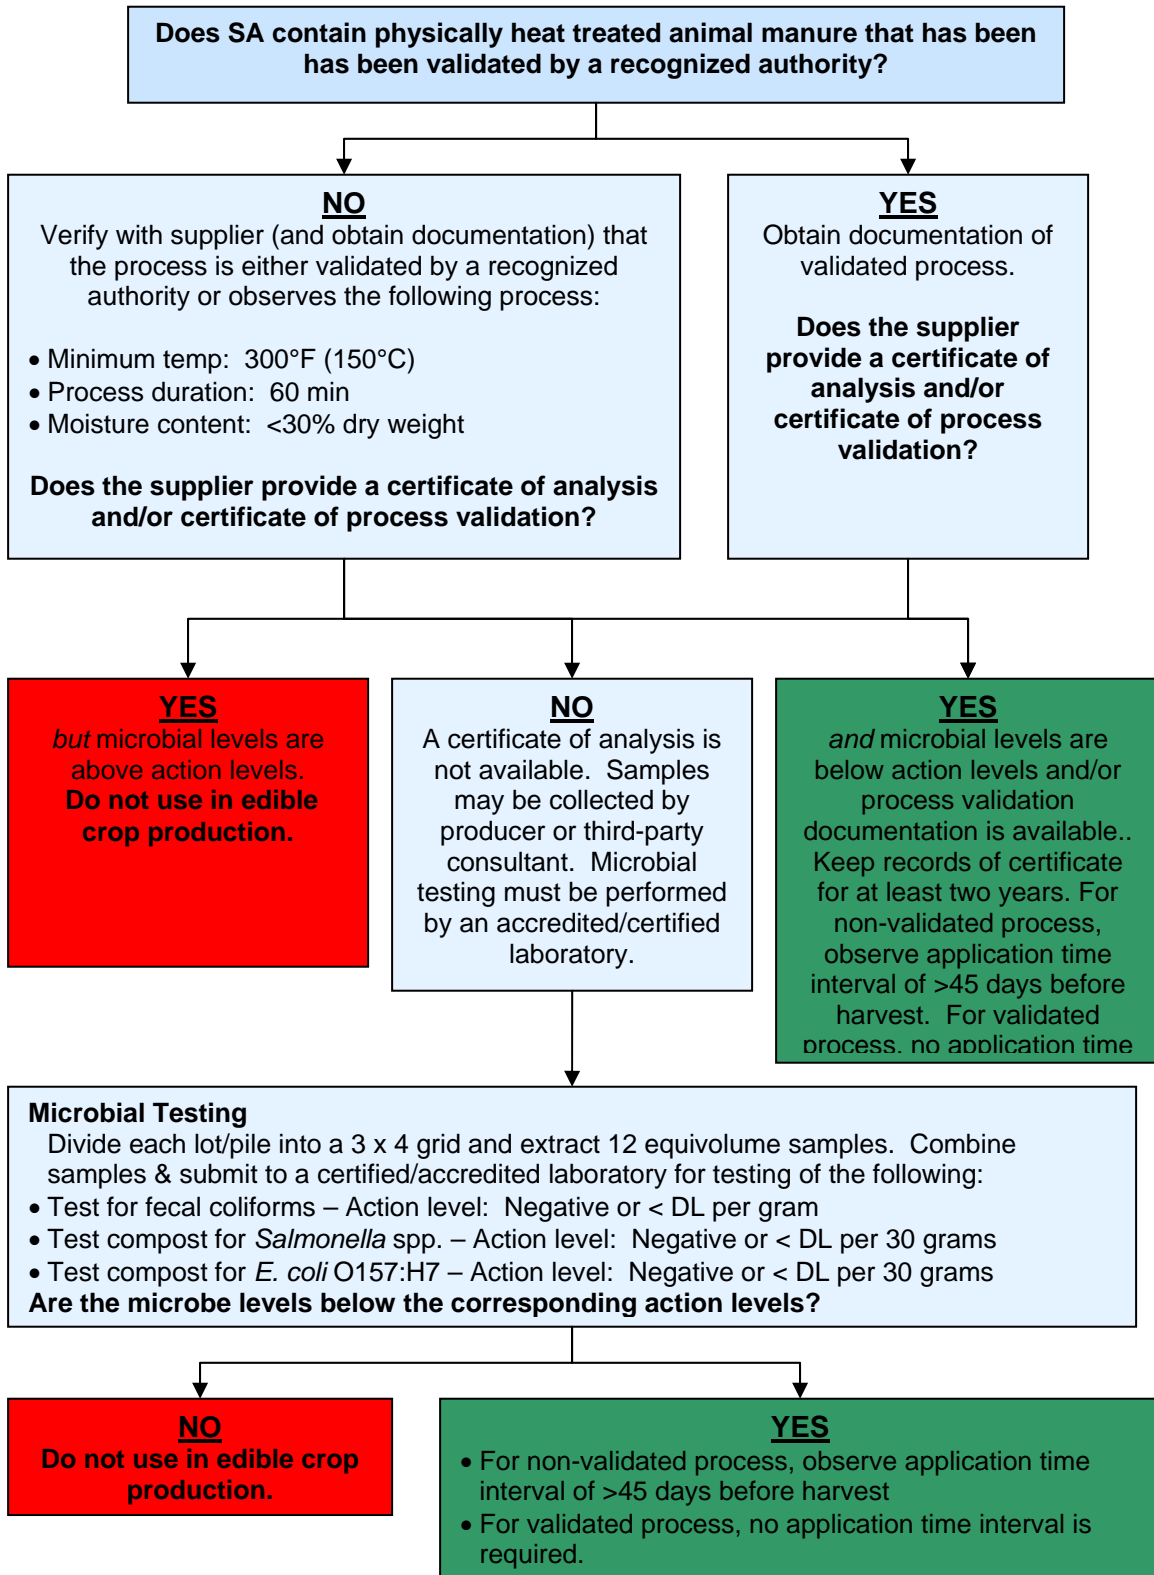 Does SA contain physically heat treated animal manure that has been
has been validated by a recognized authority?
NO
Verify with supplier (and obtain documentation) that
the process is either validated by a recognized
authority or observes the following process:
• Minimum temp:  300°F (150°C)
• Process duration:  60 min
• Moisture content:  <30% dry weight
Does the supplier provide a certificate of analysis
and/or certificate of process validation?
YES
Obtain documentation of
validated process.
Does the supplier
provide a certificate of
analysis and/or
certificate of process
validation?
YES
but microbial levels are
above action levels.
Do not use in edible
crop production.
NO
A certificate of analysis is
not available.  Samples
may be collected by
producer or third-party
consultant.  Microbial
testing must be performed
by an accredited/certified
laboratory.
YES
and microbial levels are
below action levels and/or
process validation
documentation is available..
Keep records of certificate
for at least two years. For
non-validated process,
observe application time
interval of >45 days before
harvest.  For validated
process, no application time
Microbial Testing
Divide each lot/pile into a 3 x 4 grid and extract 12 equivolume samples.  Combine
samples & submit to a certified/accredited laboratory for testing of the following:
• Test for fecal coliforms – Action level:  Negative or < DL per gram
• Test compost for Salmonella spp. – Action level:  Negative or < DL per 30 grams
• Test compost for E. coli O157:H7 – Action level:  Negative or < DL per 30 grams
Are the microbe levels below the corresponding action levels?
NO
Do not use in edible crop
production.
YES
• For non-validated process, observe application time
interval of >45 days before harvest
• For validated process, no application time interval is
required.